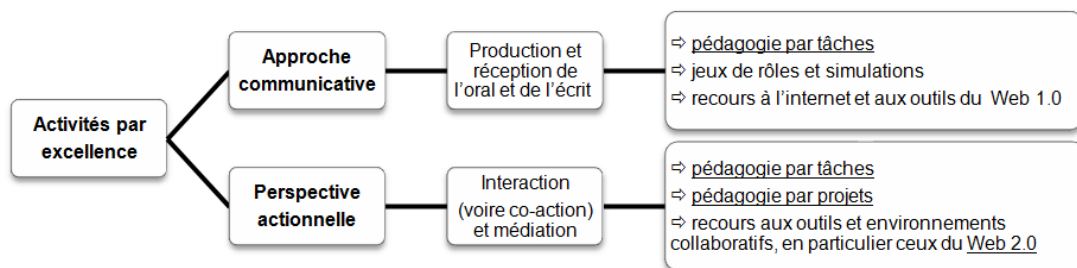 Activités par
excellence
Approche
communicative
Production et
réception de
l'oral et de l'écrit
⇨ pédagogie par tâches
⇨ jeux de rôles et simulations
⇨ recours à l'internet et aux outils du Web 1.0
Perspective
actionnelle
Interaction
(voire co-action)
et médiation
⇨ pédagogie par tâches
⇨ pédagogie par projets
⇨ recours aux outils et environnements
collaboratifs, en particulier ceux du Web 2.0